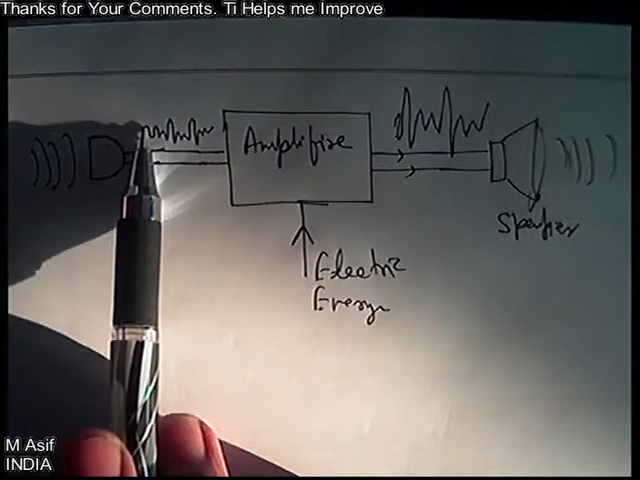 Thanks for Your Comments. Ti Helps me Improve
Amplifire
Speaker
Electric
Energy
M Asif
INDIA